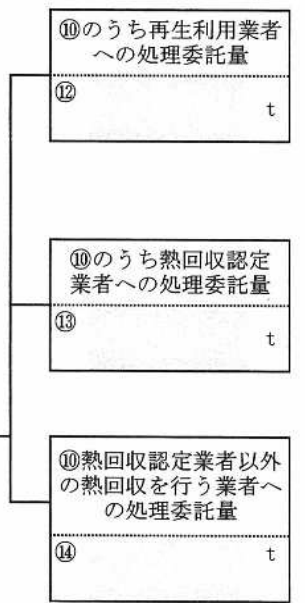 ⑩のうち再生利用業者
への処理委託量
⑫
t
⑩のうち熱回収認定
業者への処理委託量
⑬
t
⑩熱回収認定業者以外
の熱回収を行う業者へ
の処理委託量
⑭
t